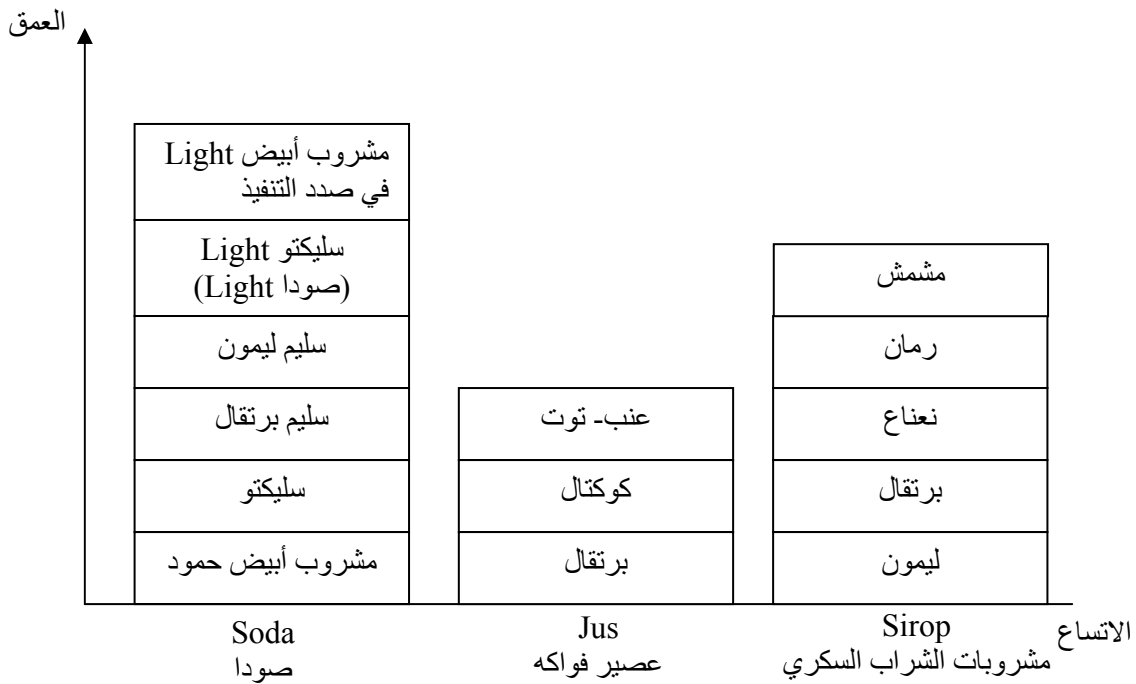 العمق
مشروب أبيض Light
في صدد التنفيذ
سليكتو Light
(صودا Light)
سليم ليمون
سليم برتقال
سليكتو
مشروب أبيض حمود
عنب- توت
كوكتال
برتقال
مشمش
رمان
نعناع
برتقال
ليمون
Soda
صودا
Jus
عصير فواكه
Sirop
مشروبات الشراب السكري
الاتساع